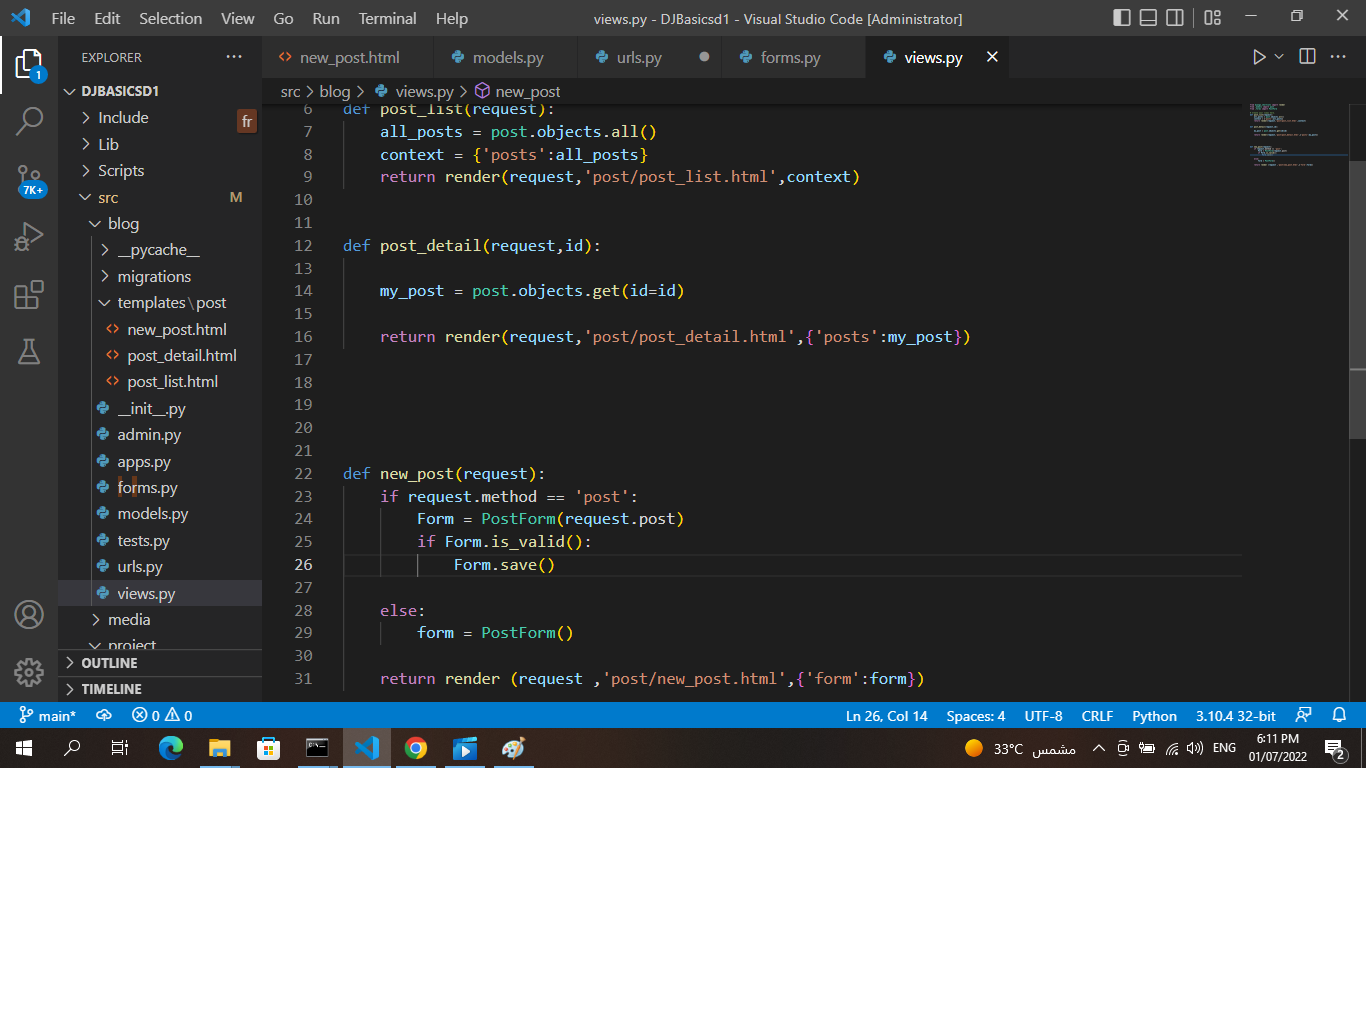 File Edit Selection View Go Run Terminal Help views.py - DJBasicsd1 - Visual Studio Code [Administrator]
EXPLORER ··· new_post.html models.py urls.py forms.py views.py
DJBASICSD1
Include
fr
Lib
Scripts
src M
blog
__pycache__
migrations
templates\post
new_post.html
post_detail.html
post_list.html
__init__.py
admin.py
apps.py
forms.py
models.py
tests.py
urls.py
views.py
media
project
OUTLINE
TIMELINE
1
7K+
src > blog > views.py > new_post
6 def post_list(request):
7 all_posts = post.objects.all()
8 context = {'posts':all_posts}
9 return render(request,'post/post_list.html',context)
10
11
12 def post_detail(request,id):
13
14 my_post = post.objects.get(id=id)
15
16 return render(request,'post/post_detail.html',{'posts':my_post})
17
18
19
20
21
22 def new_post(request):
23 if request.method == 'post':
24 Form = PostForm(request.post)
25 if Form.is_valid():
26 Form.save()
27
28 else:
29 form = PostForm()
30
31 return render (request ,'post/new_post.html',{'form':form})
main* 0 0 Ln 26, Col 14 Spaces: 4 UTF-8 CRLF Python 3.10.4 32-bit
33°C مشمس ENG 6:11 PM
01/07/2022 2